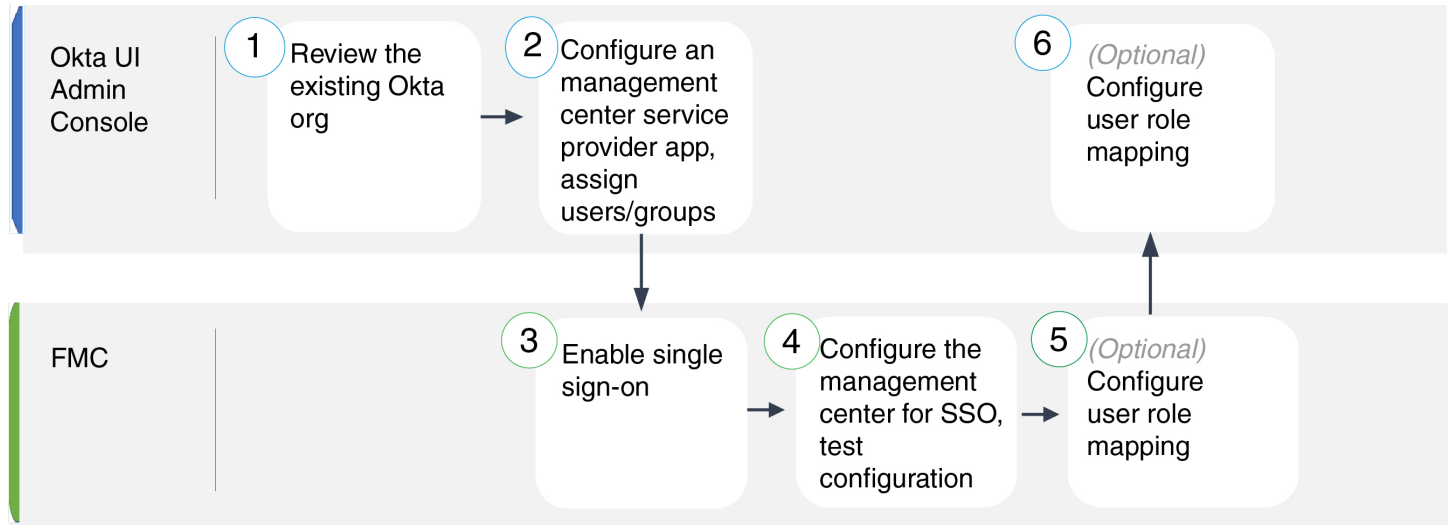 Okta UI
Admin
Console
1
Review the
existing Okta
org
2
Configure an
management
center service
provider app,
assign
users/groups
6
(Optional)
Configure
user role
mapping
FMC
3
Enable single
sign-on
4
Configure the
management
center for SSO,
test
configuration
5
(Optional)
Configure
user role
mapping